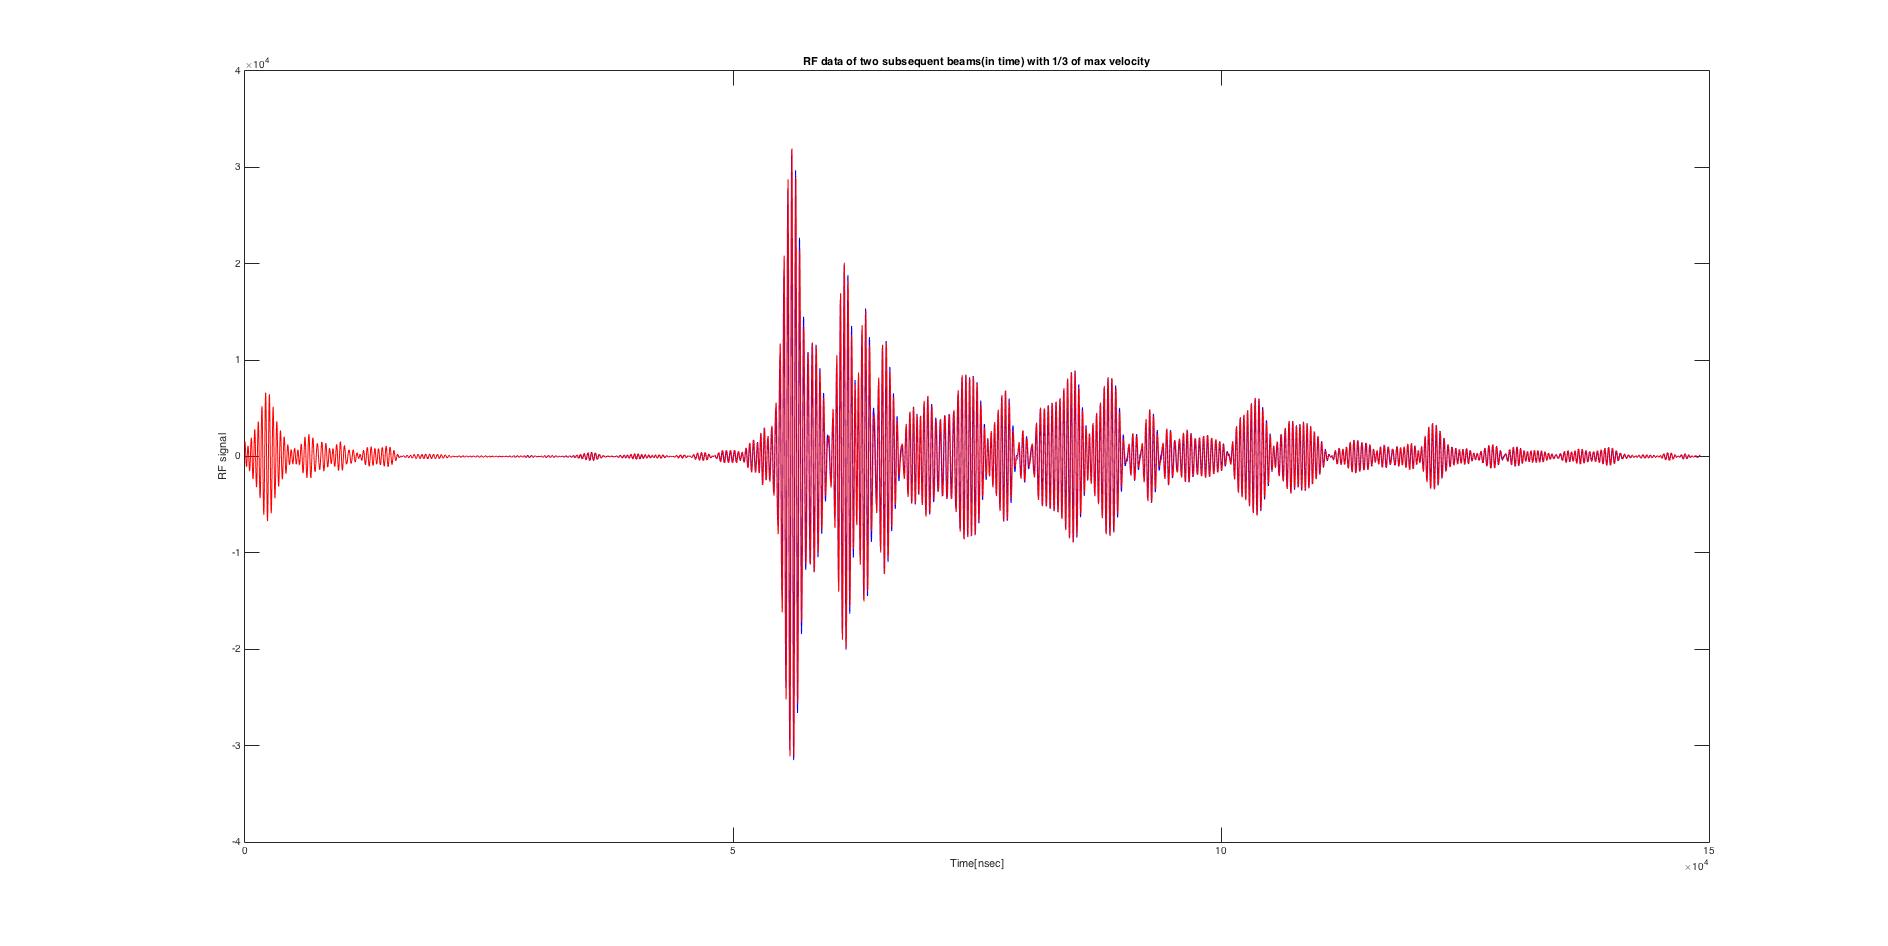 RF data of two subsequent beams(in time) with 1/3 of max velocity
×10⁴
4
3
2
1
0
-1
-2
-3
-4
RF signal
0 5 10 15
Time[nsec]
×10⁴